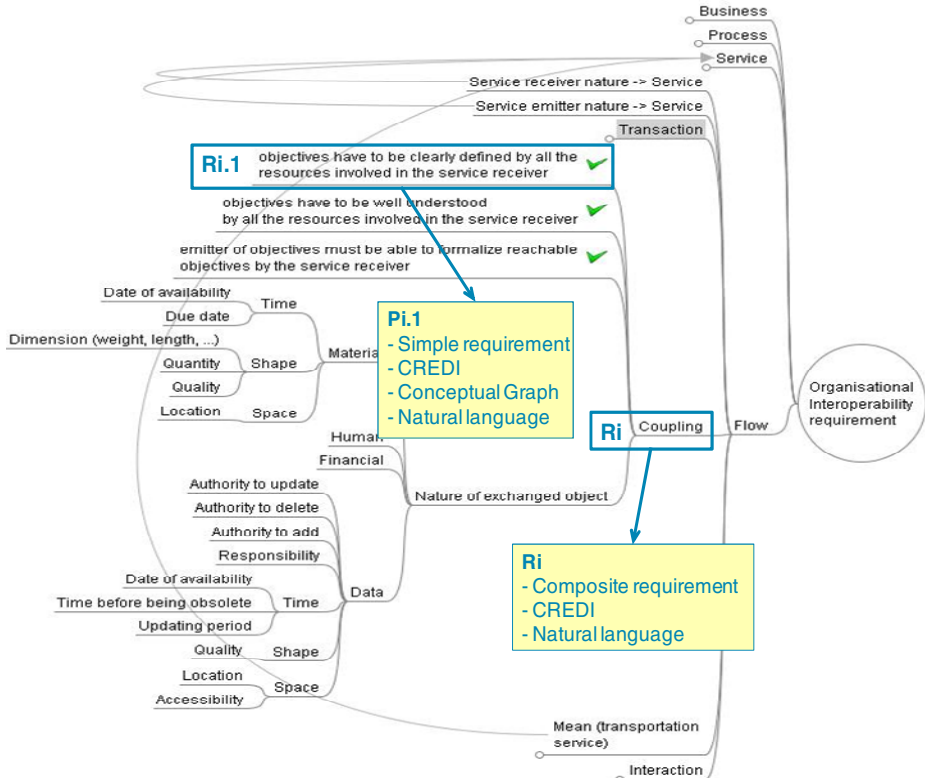 Business
Process
Service
Service receiver nature -> Service
Service emitter nature -> Service
Transaction
Ri.1
objectives have to be clearly defined by all the
resources involved in the service receiver
objectives have to be well understood
by all the resources involved in the service receiver
emitter of objectives must be able to formalize reachable
objectives by the service receiver
Date of availability
Time
Due date
Dimension (weight, length, ...)
Shape
Quantity
Quality
Materia
Location
Space
Pi.1
- Simple requirement
- CREDI
- Conceptual Graph
- Natural language
Organisational
Interoperability
requirement
Ri
Coupling
Flow
Human
Financial
Nature of exchanged object
Authority to update
Authority to delete
Authority to add
Responsibility
Data
Date of availability
Time before being obsolete
Time
Updating period
Quality
Shape
Location
Space
Accessibility
Ri
- Composite requirement
- CREDI
- Natural language
Mean (transportation
service)
Interaction